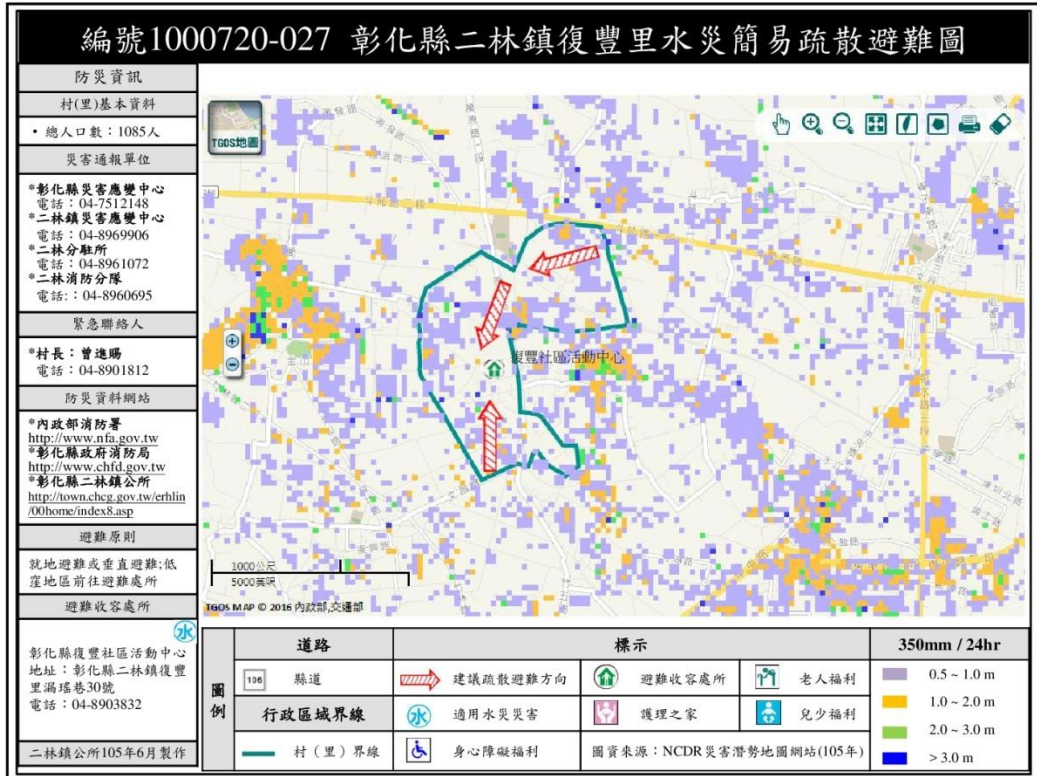 編號1000720-027 彰化縣二林鎮復豐里水災簡易疏散避難圖
防災資訊
村(里)基本資料
• 總人口數：1085人
災害通報單位
*彰化縣災害應變中心
電話：04-7512148
*二林鎮災害應變中心
電話：04-8969906
*二林分駐所
電話：04-8961072
*二林消防分隊
電話:：04-8960695
緊急聯絡人
*村長：曾進賜
電話：04-8901812
防災資料網站
*內政部消防署
http://www.nfa.gov.tw
*彰化縣政府消防局
http://www.chfd.gov.tw
*彰化縣二林鎮公所
http://town.chcg.gov.tw/erhlin
/00home/index8.asp
避難原則
就地避難或垂直避難;低
窪地區前往避難處所
避難收容處所
水
彰化縣復豐社區活動中心
地址：彰化縣二林鎮復豐
里漏瑤巷30號
電話：04-8903832
二林鎮公所105年6月製作
TGOS地圖
斗苑路二段
復豐社區活動中心
1000公尺
5000英呎
TGOS MAP © 2016 內政部,交通部
圖例
道路
106 縣道
行政區域界線
村（里）界線
標示
建議疏散避難方向
避難收容處所
老人福利
水 適用水災災害
護理之家
兒少福利
身心障礙福利
圖資來源：NCDR災害潛勢地圖網站(105年)
350mm / 24hr
0.5 ~ 1.0 m
1.0 ~ 2.0 m
2.0 ~ 3.0 m
> 3.0 m